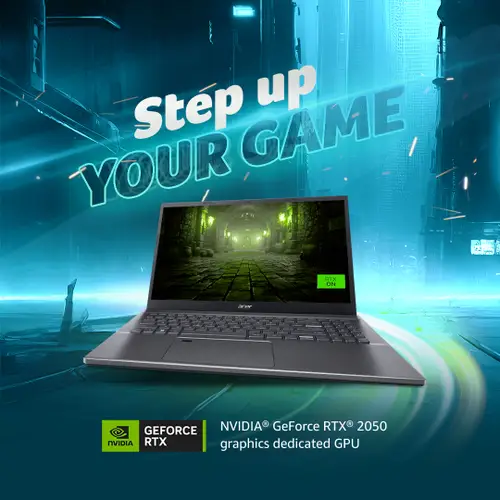 Step up
YOUR GAME
RTX
ON
acer
NVIDIA
GEFORCE
RTX
NVIDIA® GeForce RTX® 2050
graphics dedicated GPU